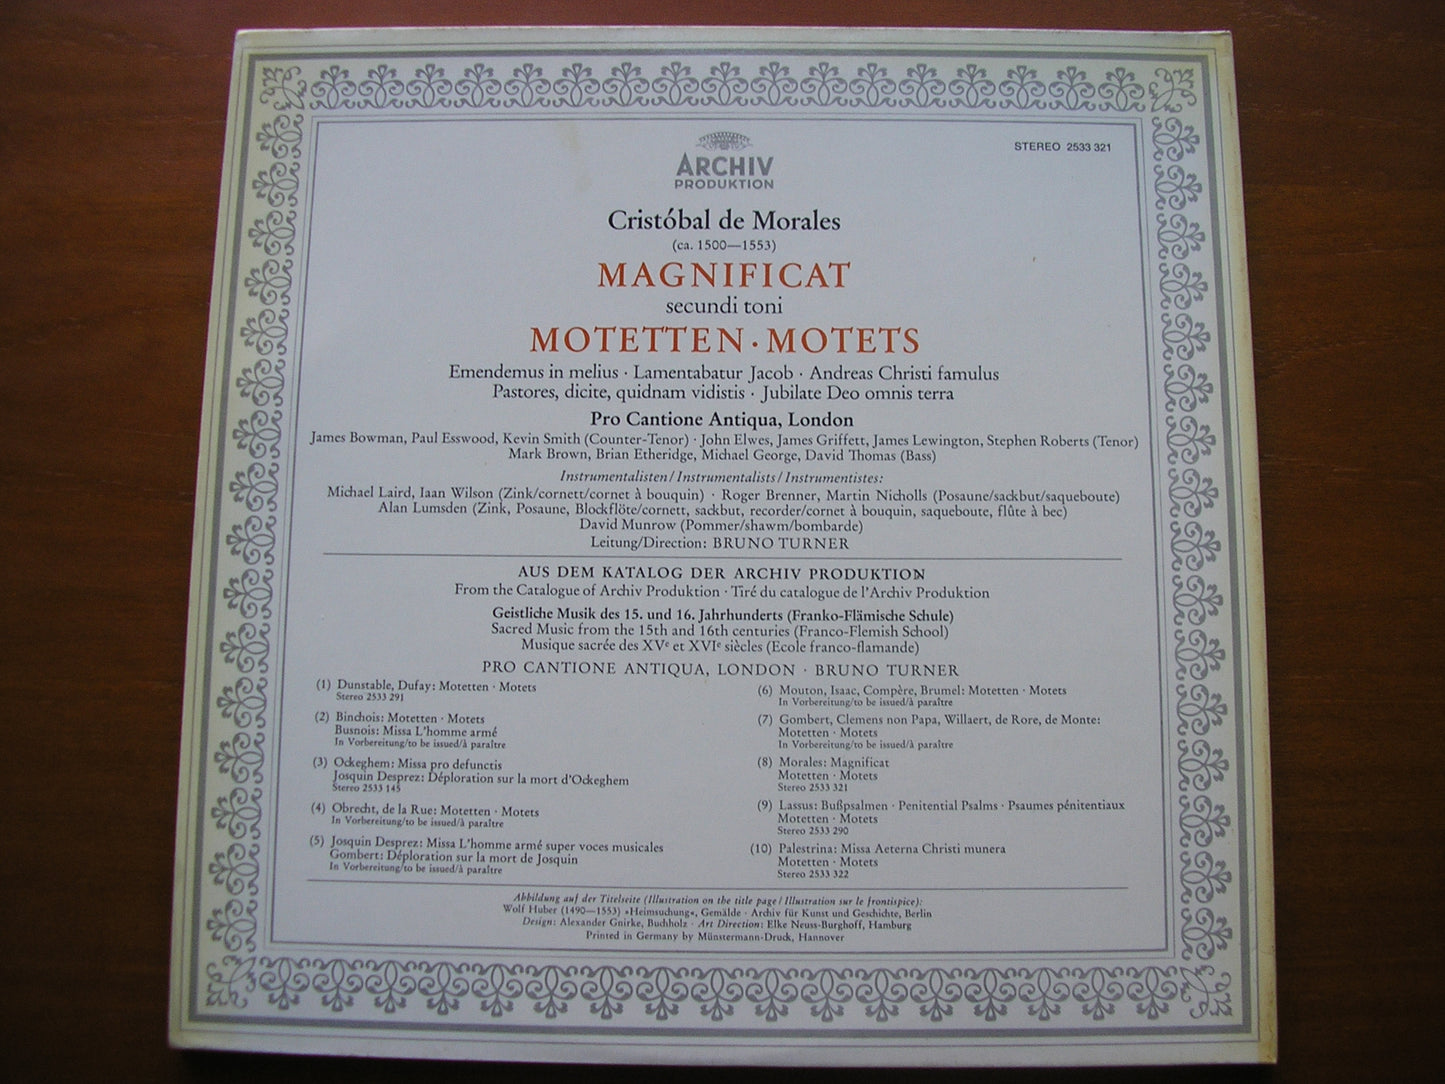 ARCHIV
PRODUKTION
STEREO 2533 321
Cristóbal de Morales
(ca. 1500—1553)
MAGNIFICAT
secundi toni
MOTETTEN · MOTETS
Emendemus in melius · Lamentabatur Jacob · Andreas Christi famulus
Pastores, dicite, quidnam vidistis · Jubilate Deo omnis terra
Pro Cantione Antiqua, London
James Bowman, Paul Esswood, Kevin Smith (Counter-Tenor) · John Elwes, James Griffett, James Lewington, Stephen Roberts (Tenor)
Mark Brown, Brian Etheridge, Michael George, David Thomas (Bass)
Instrumentalisten / Instrumentalists / Instrumentistes:
Michael Laird, Iaan Wilson (Zink/cornett/cornet à bouquin) · Roger Brenner, Martin Nicholls (Posaune/sackbut/saqueboute)
Alan Lumsden (Zink, Posaune, Blockflöte/cornett, sackbut, recorder/cornet à bouquin, saqueboute, flûte à bec)
David Munrow (Pommer/shawm/bombarde)
Leitung/Direction: BRUNO TURNER
AUS DEM KATALOG DER ARCHIV PRODUKTION
From the Catalogue of Archiv Produktion · Tiré du catalogue de l'Archiv Produktion
Geistliche Musik des 15. und 16. Jahrhunderts (Franko-Flämische Schule)
Sacred Music from the 15th and 16th centuries (Franco-Flemish School)
Musique sacrée des XVe et XVIe siècles (Ecole franco-flamande)
PRO CANTIONE ANTIQUA, LONDON · BRUNO TURNER
(1) Dunstable, Dufay: Motetten · Motets
Stereo 2533 291
(2) Binchois: Motetten · Motets
Busnois: Missa L'homme armé
In Vorbereitung/to be issued/à paraître
(3) Ockeghem: Missa pro defunctis
Josquin Desprez: Déploration sur la mort d'Ockeghem
Stereo 2533 145
(4) Obrecht, de la Rue: Motetten · Motets
In Vorbereitung/to be issued/à paraître
(5) Josquin Desprez: Missa L'homme armé super voces musicales
Gombert: Déploration sur la mort de Josquin
In Vorbereitung/to be issued/à paraître
(6) Mouton, Isaac, Compère, Brumel: Motetten · Motets
In Vorbereitung/to be issued/à paraître
(7) Gombert, Clemens non Papa, Willaert, de Rore, de Monte:
Motetten · Motets
In Vorbereitung/to be issued/à paraître
(8) Morales: Magnificat
Motetten · Motets
Stereo 2533 321
(9) Lassus: Bußpsalmen · Penitential Psalms · Psaumes pénitentiaux
Motetten · Motets
Stereo 2533 290
(10) Palestrina: Missa Aeterna Christi munera
Motetten · Motets
Stereo 2533 322
Abbildung auf der Titelseite (Illustration on the title page / Illustration sur le frontispice):
Wolf Huber (1490—1553) »Heimsuchung«, Gemälde · Archiv für Kunst und Geschichte, Berlin
Design: Alexander Gnirke, Buchholz · Art Direction: Elke Neuss-Burghoff, Hamburg
Printed in Germany by Münstermann-Druck, Hannover